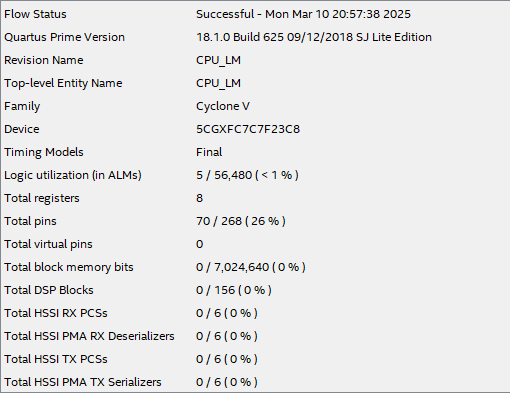 Flow Status Successful - Mon Mar 10 20:57:38 2025
Quartus Prime Version 18.1.0 Build 625 09/12/2018 SJ Lite Edition
Revision Name CPU_LM
Top-level Entity Name CPU_LM
Family Cyclone V
Device 5CGXFC7C7F23C8
Timing Models Final
Logic utilization (in ALMs) 5 / 56,480 ( < 1 % )
Total registers 8
Total pins 70 / 268 ( 26 % )
Total virtual pins 0
Total block memory bits 0 / 7,024,640 ( 0 % )
Total DSP Blocks 0 / 156 ( 0 % )
Total HSSI RX PCSs 0 / 6 ( 0 % )
Total HSSI PMA RX Deserializers 0 / 6 ( 0 % )
Total HSSI TX PCSs 0 / 6 ( 0 % )
Total HSSI PMA TX Serializers 0 / 6 ( 0 % )